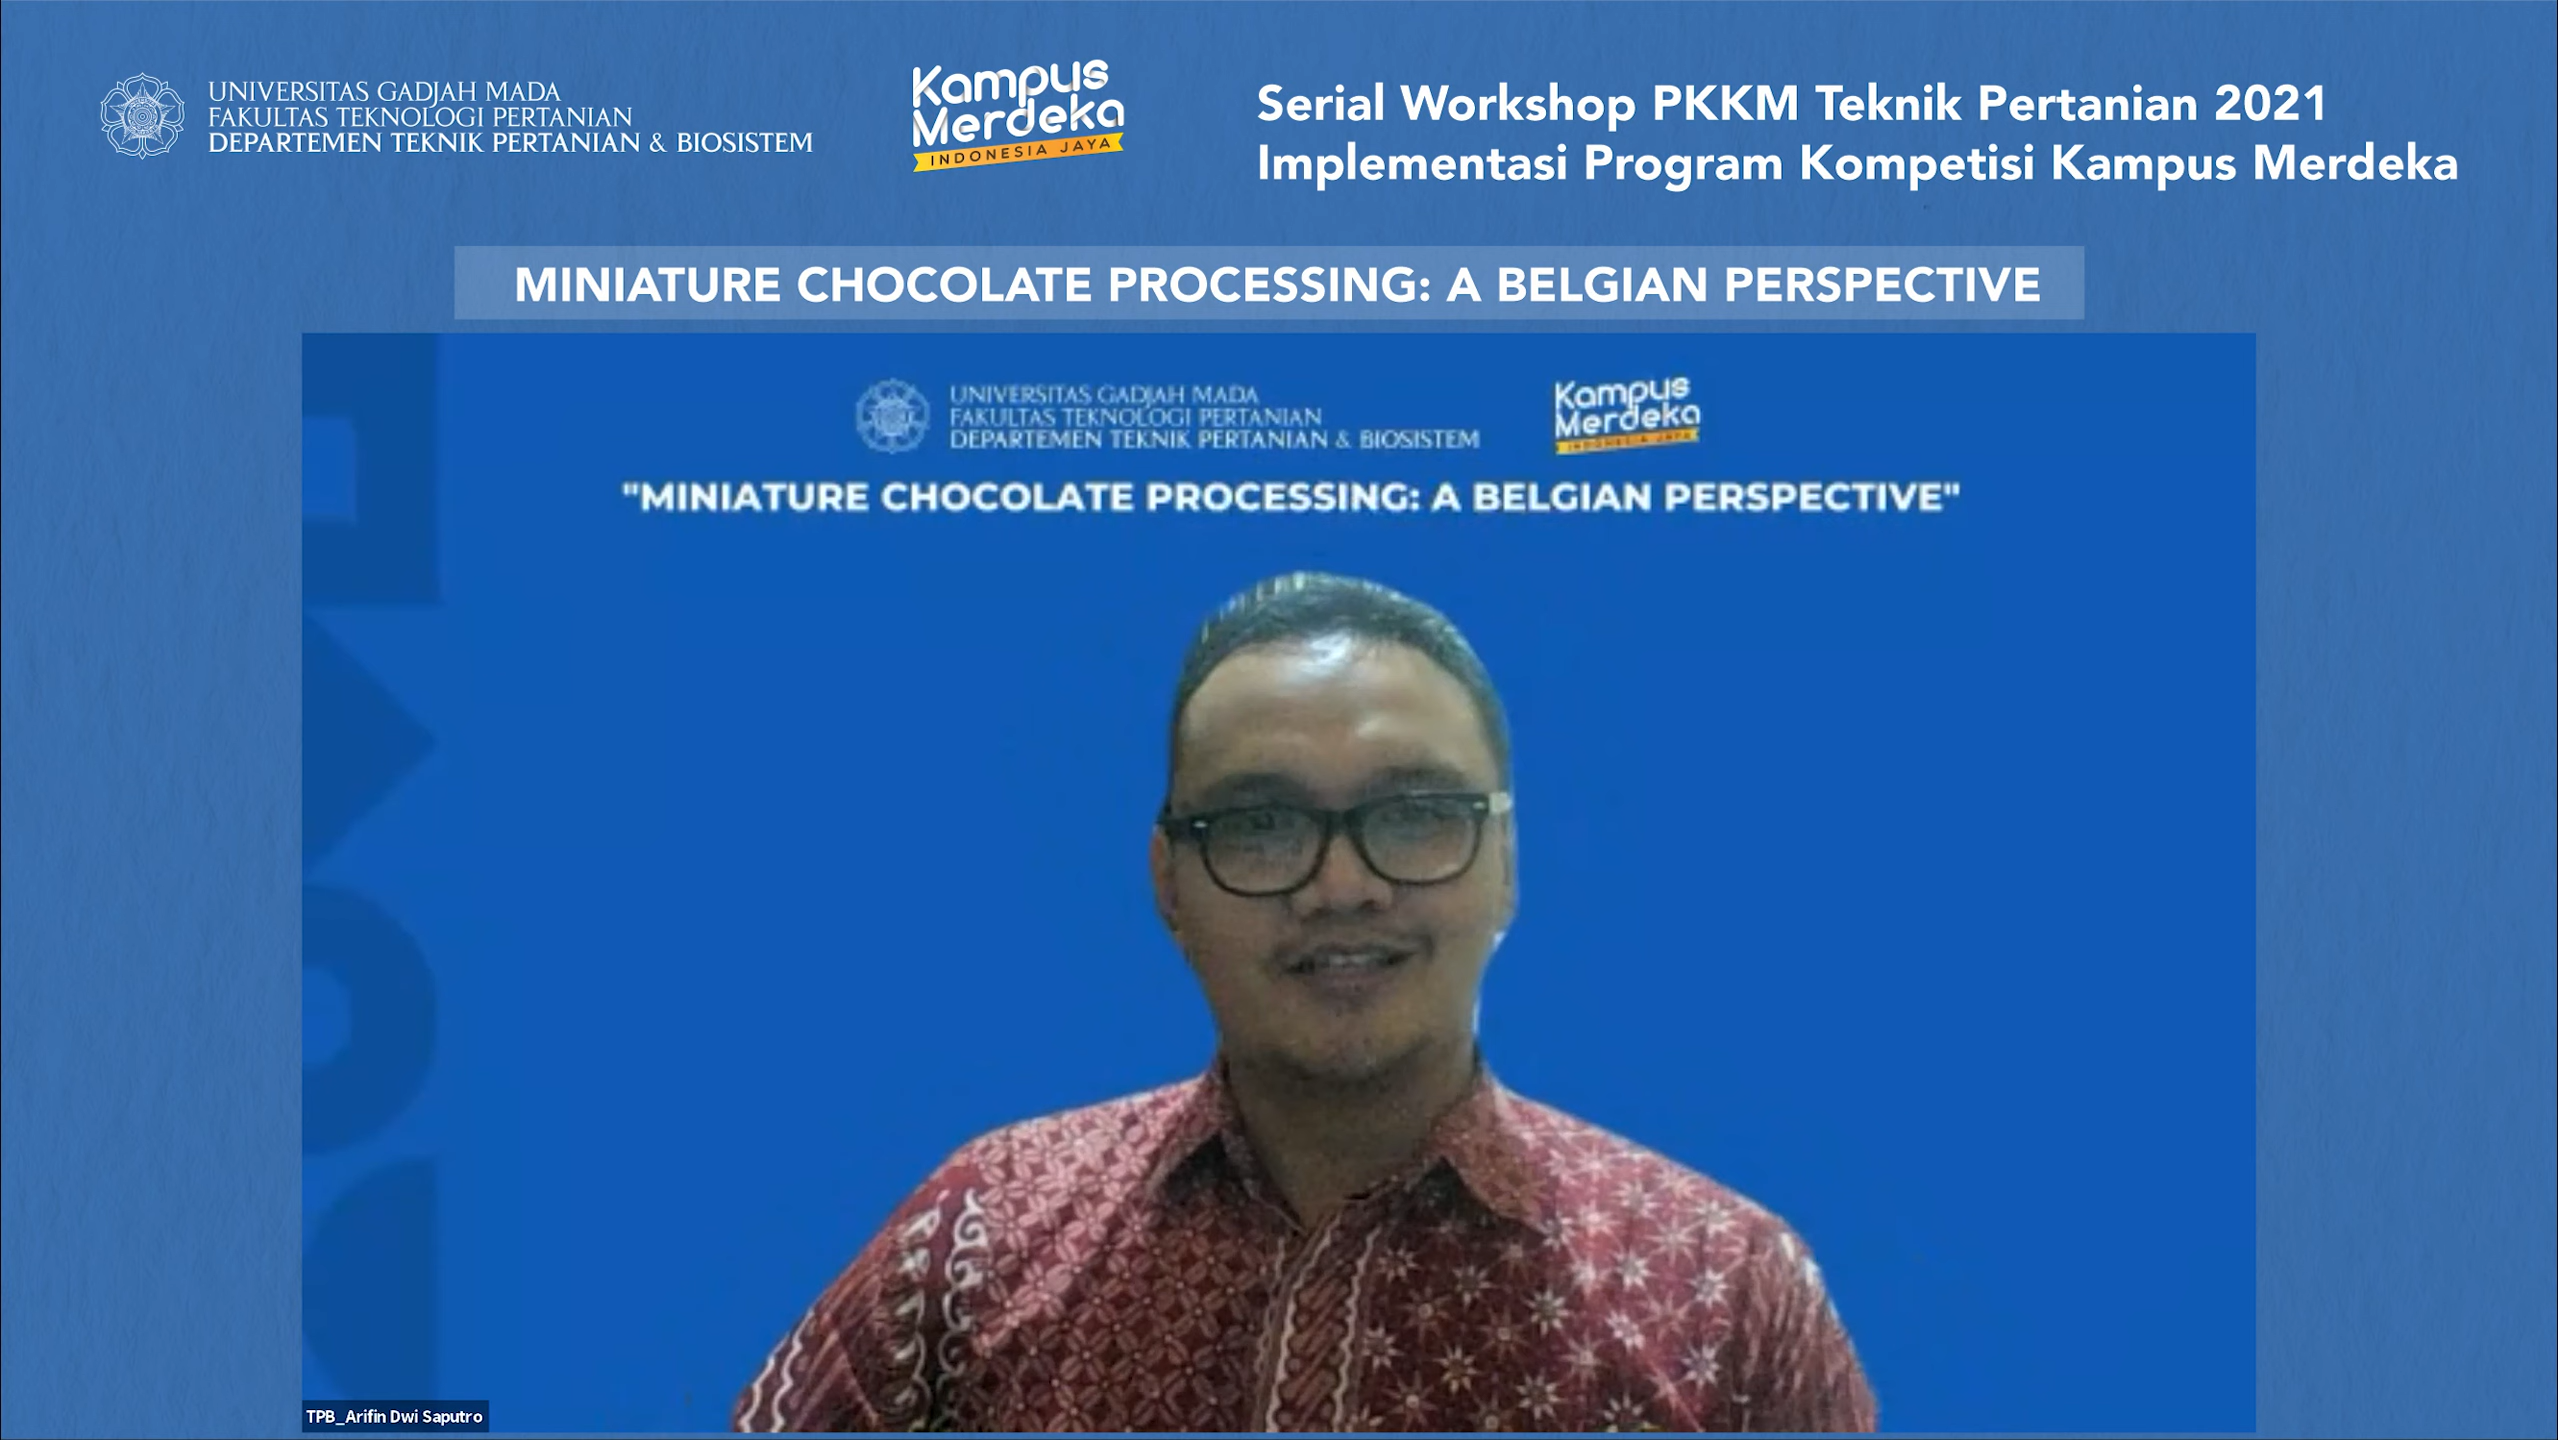 UNIVERSITAS GADJAH MADA
FAKULTAS TEKNOLOGI PERTANIAN
DEPARTEMEN TEKNIK PERTANIAN & BIOSISTEM
Kampus
Merdeka
INDONESIA JAYA
Serial Workshop PKKM Teknik Pertanian 2021
Implementasi Program Kompetisi Kampus Merdeka
MINIATURE CHOCOLATE PROCESSING: A BELGIAN PERSPECTIVE
UNIVERSITAS GADJAH MADA
FAKULTAS TEKNOLOGI PERTANIAN
DEPARTEMEN TEKNIK PERTANIAN & BIOSISTEM
Kampus
Merdeka
INDONESIA JAYA
"MINIATURE CHOCOLATE PROCESSING: A BELGIAN PERSPECTIVE"
TPB_Arifin Dwi Saputro